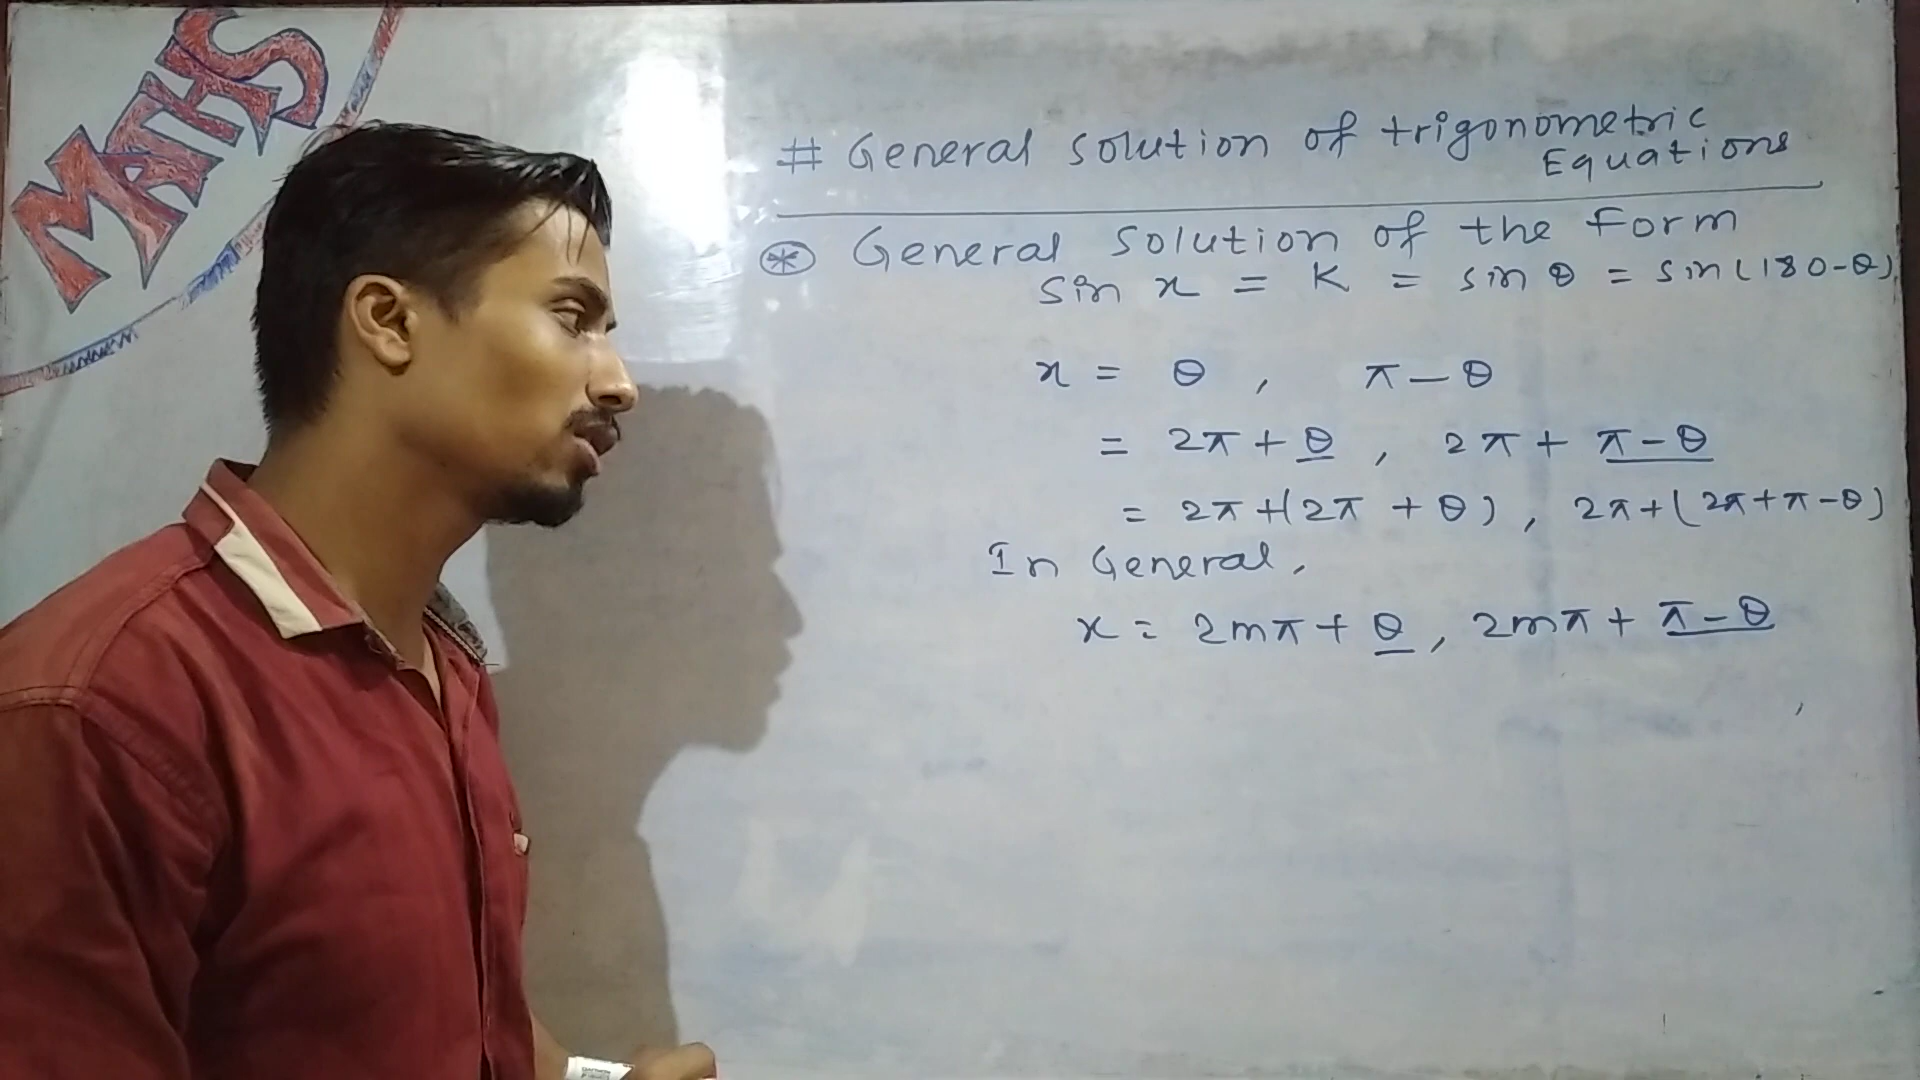 MATHS
# General solution of trigonometric
Equations
* General solution of the form
sin x = K = sin θ = sin(180-θ)
x = θ , π-θ
= 2π+θ , 2π+π-θ
= 2π+(2π+θ), 2π+(2π+π-θ)
In General,
x = 2mπ+θ, 2mπ+π-θ